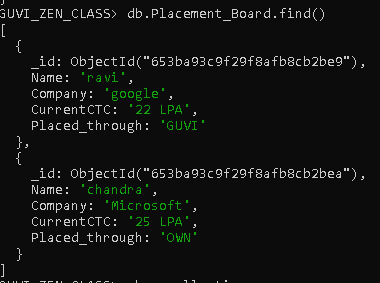 GUVI_ZEN_CLASS> db.Placement_Board.find()
[
  {
    _id: ObjectId("653ba93c9f29f8afb8cb2be9"),
    Name: 'ravi',
    Company: 'google',
    CurrentCTC: '22 LPA',
    Placed_through: 'GUVI'
  },
  {
    _id: ObjectId("653ba93c9f29f8afb8cb2bea"),
    Name: 'chandra',
    Company: 'Microsoft',
    CurrentCTC: '25 LPA',
    Placed_through: 'OWN'
  }
]